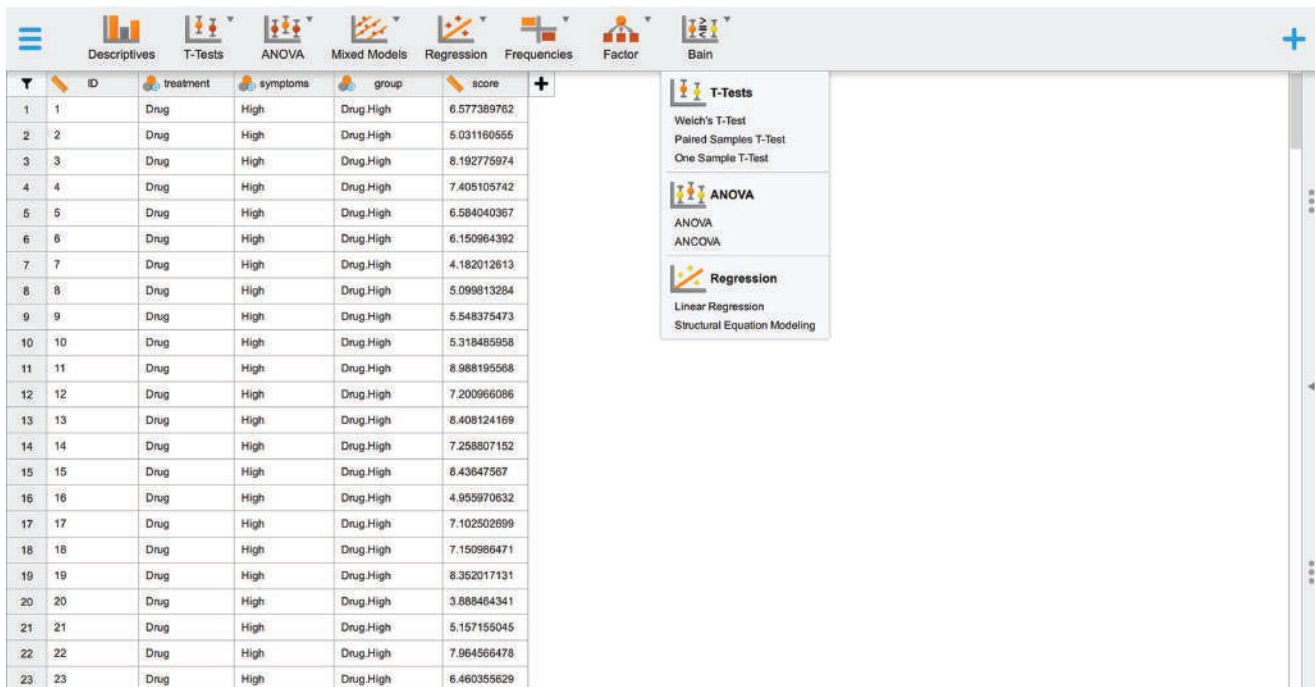 Descriptives T-Tests ANOVA Mixed Models Regression Frequencies Factor Bain
ID treatment symptoms group score
1 1 Drug High Drug.High 6.577389762
2 2 Drug High Drug.High 5.031160555
3 3 Drug High Drug.High 8.192775974
4 4 Drug High Drug.High 7.405105742
5 5 Drug High Drug.High 6.584040367
6 6 Drug High Drug.High 6.150964392
7 7 Drug High Drug.High 4.182012613
8 8 Drug High Drug.High 5.099813284
9 9 Drug High Drug.High 5.548375473
10 10 Drug High Drug.High 5.318485958
11 11 Drug High Drug.High 8.988195568
12 12 Drug High Drug.High 7.200966086
13 13 Drug High Drug.High 8.408124169
14 14 Drug High Drug.High 7.258807152
15 15 Drug High Drug.High 8.43647567
16 16 Drug High Drug.High 4.955970632
17 17 Drug High Drug.High 7.102502699
18 18 Drug High Drug.High 7.150986471
19 19 Drug High Drug.High 8.352017131
20 20 Drug High Drug.High 3.888464341
21 21 Drug High Drug.High 5.157155045
22 22 Drug High Drug.High 7.964566478
23 23 Drug High Drug.High 6.460355629
T-Tests
Welch's T-Test
Paired Samples T-Test
One Sample T-Test
ANOVA
ANOVA
ANCOVA
Regression
Linear Regression
Structural Equation Modeling